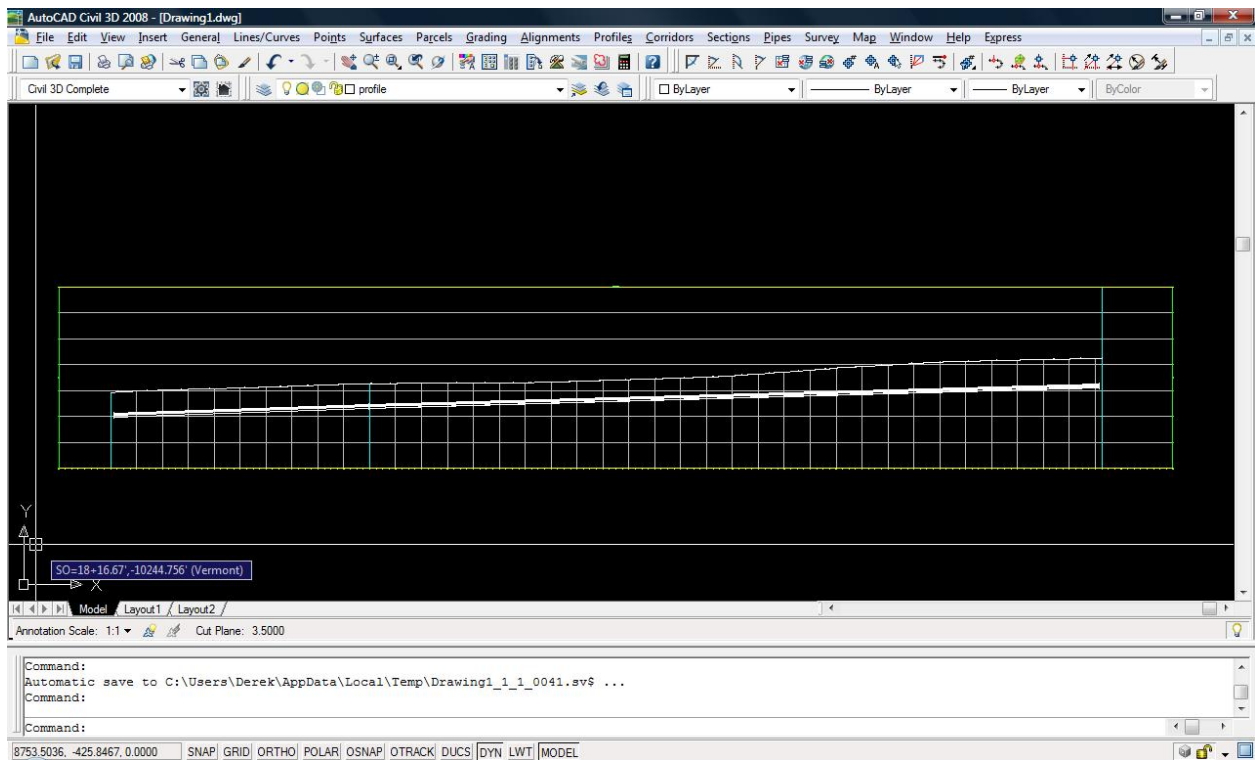 AutoCAD Civil 3D 2008 - [Drawing1.dwg]
File Edit View Insert General Lines/Curves Points Surfaces Parcels Grading Alignments Profiles Corridors Sections Pipes Survey Map Window Help Express
Civil 3D Complete profile ByLayer ByLayer ByLayer ByColor
Y
SO=18+16.67',-10244.756' (Vermont)
X
Model Layout1 Layout2
Annotation Scale: 1:1 Cut Plane: 3.5000
Command:
Automatic save to C:\Users\Derek\AppData\Local\Temp\Drawing1_1_1_0041.sv$ ...
Command:
Command:
8753.5036, -425.8467, 0.0000 SNAP GRID ORTHO POLAR OSNAP OTRACK DUCS DYN LWT MODEL